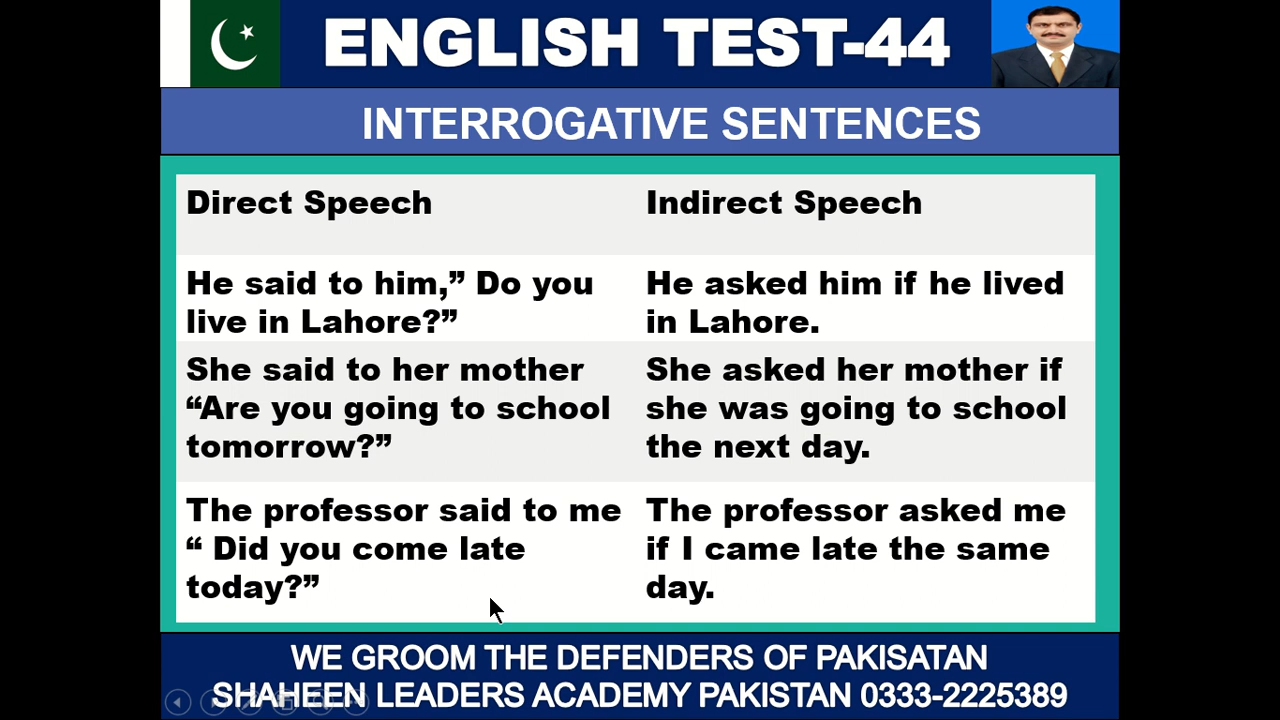 ENGLISH TEST-44
INTERROGATIVE SENTENCES
Direct Speech
Indirect Speech
He said to him,” Do you
live in Lahore?”
He asked him if he lived
in Lahore.
She said to her mother
“Are you going to school
tomorrow?”
She asked her mother if
she was going to school
the next day.
The professor said to me
“ Did you come late
today?”
The professor asked me
if I came late the same
day.
WE GROOM THE DEFENDERS OF PAKISATAN
SHAHEEN LEADERS ACADEMY PAKISTAN 0333-2225389